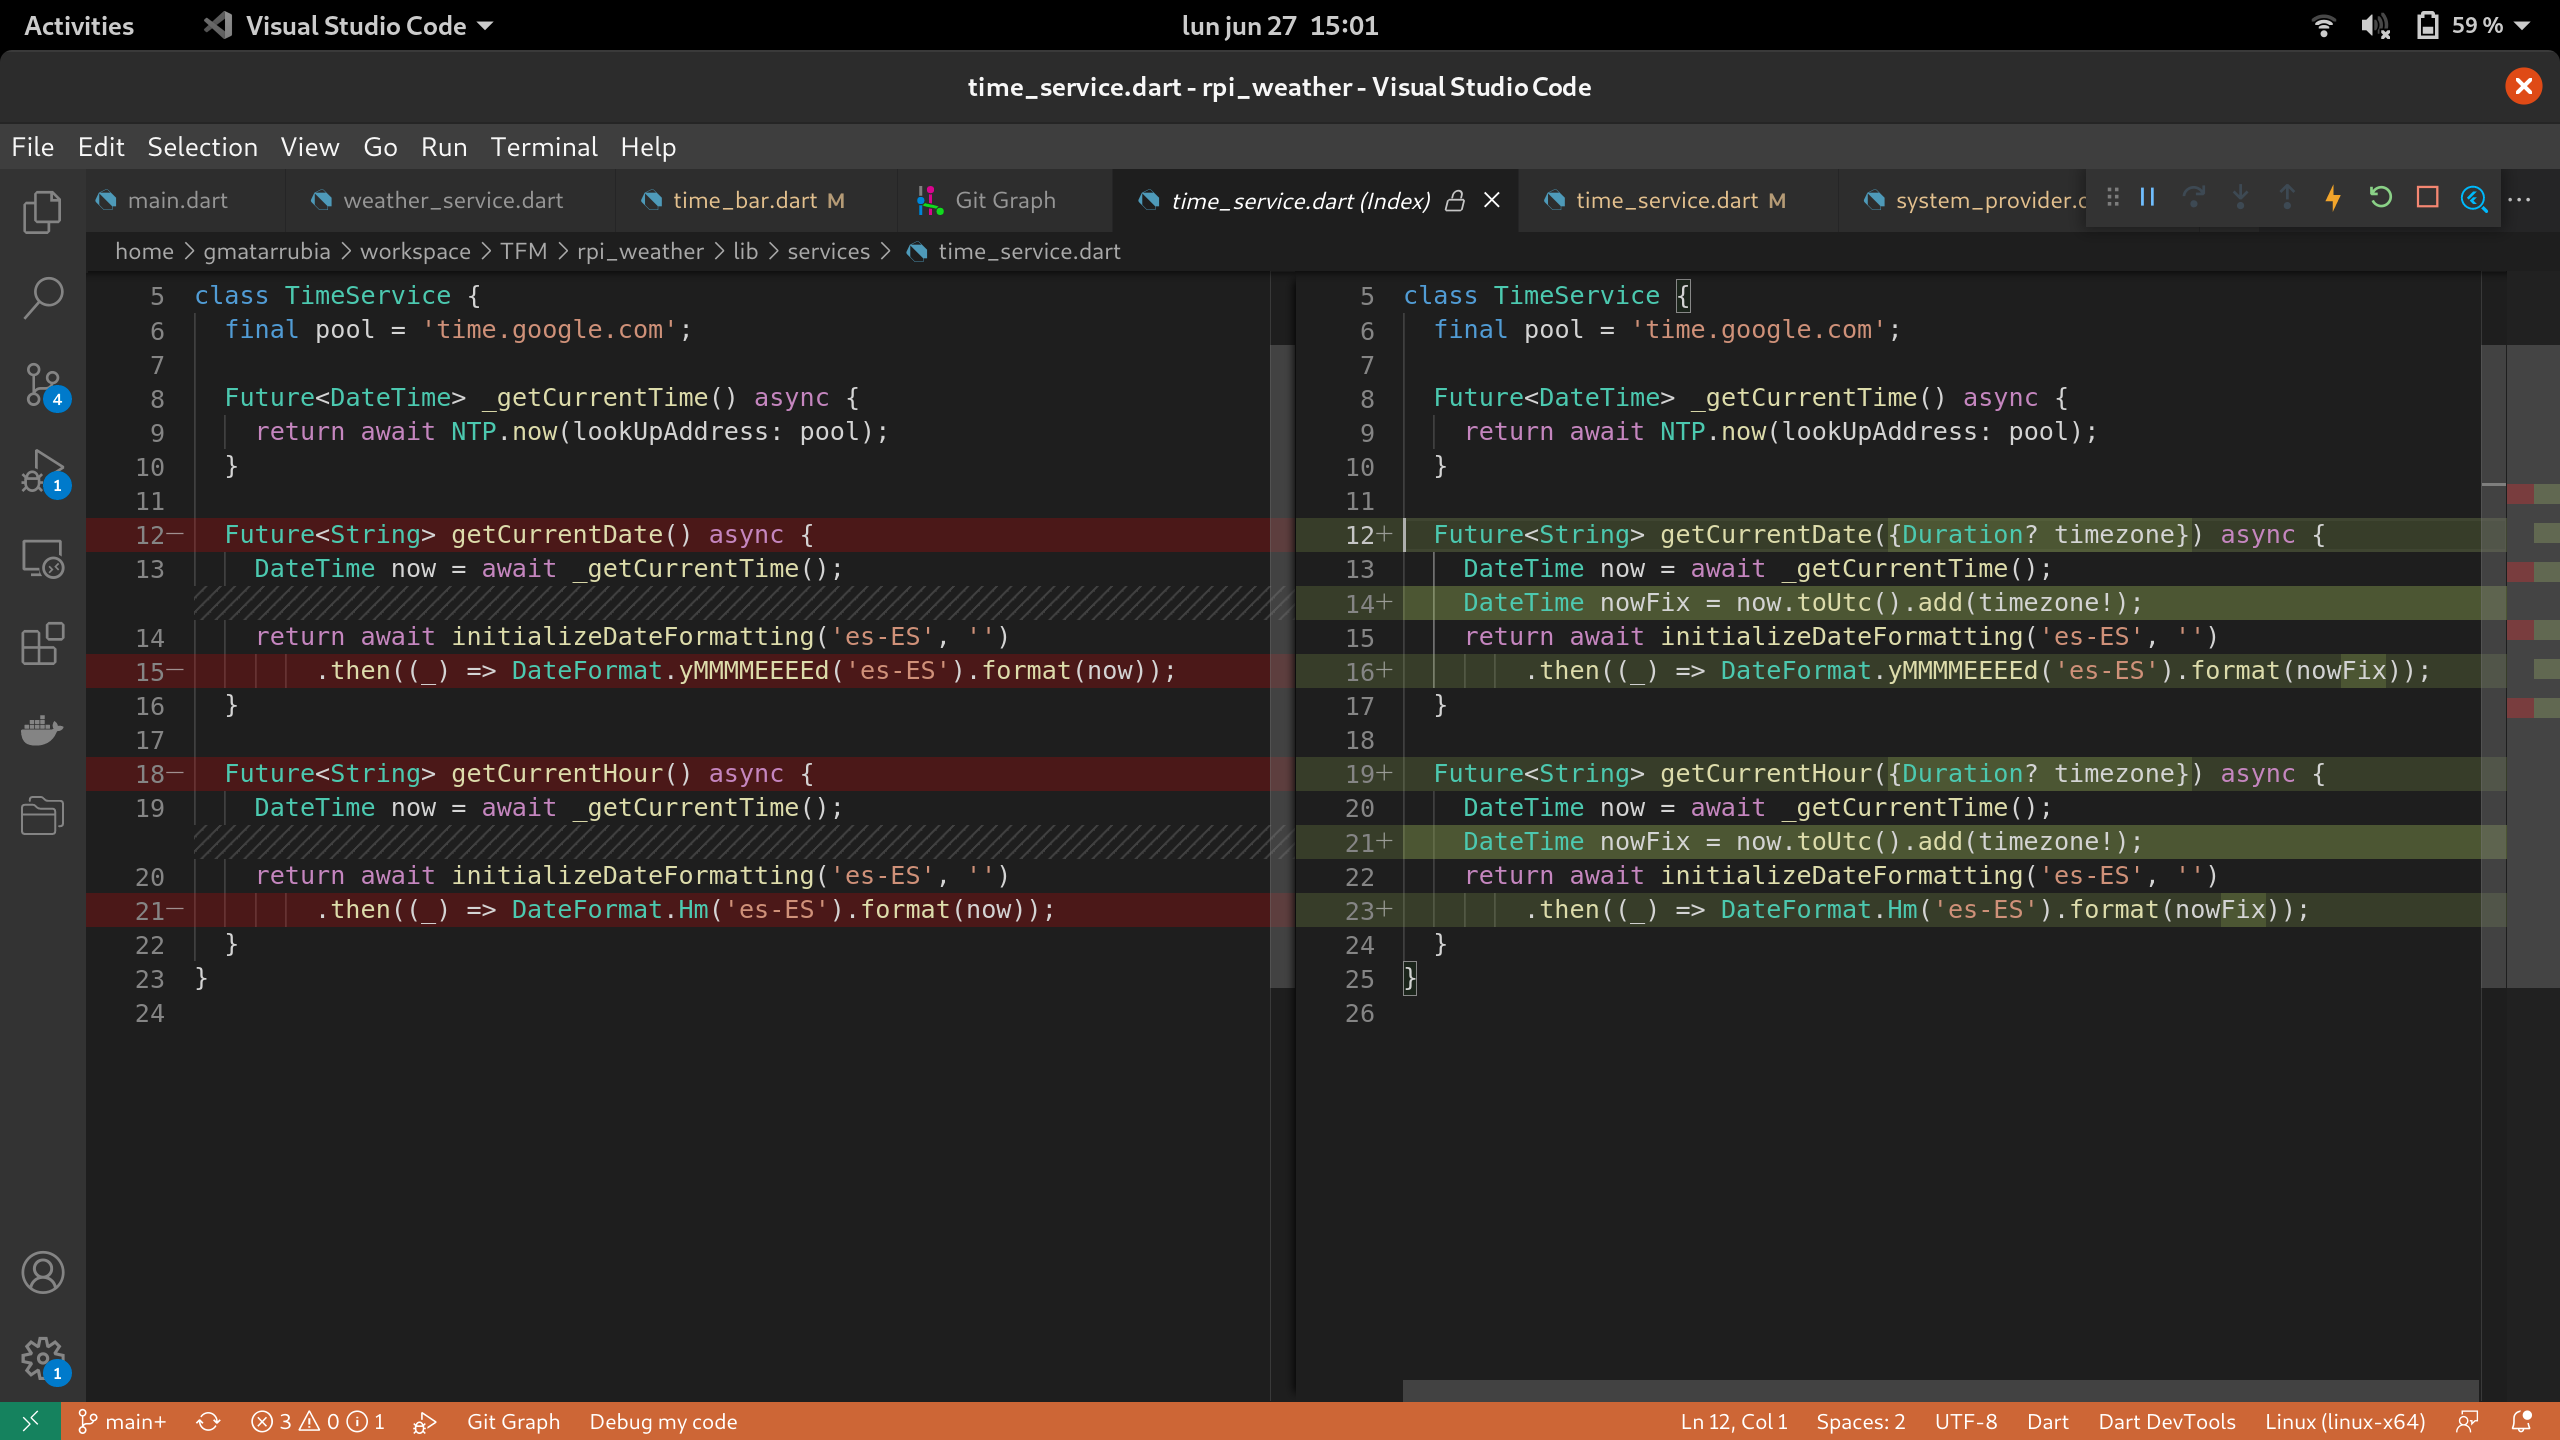 Activities
Visual Studio Code
lun jun 27 15:01
59 %
time_service.dart - rpi_weather - Visual Studio Code
File Edit Selection View Go Run Terminal Help
main.dart
weather_service.dart
time_bar.dart M
Git Graph
time_service.dart (Index)
time_service.dart M
system_provider.d
home > gmatarrubia > workspace > TFM > rpi_weather > lib > services > time_service.dart
4
1
1
5 class TimeService {
6 final pool = 'time.google.com';
7
8 Future<DateTime> _getCurrentTime() async {
9 return await NTP.now(lookUpAddress: pool);
10 }
11
12— Future<String> getCurrentDate() async {
13 DateTime now = await _getCurrentTime();
14 return await initializeDateFormatting('es-ES', '')
15— .then((_) => DateFormat.yMMMMEEEEd('es-ES').format(now));
16 }
17
18— Future<String> getCurrentHour() async {
19 DateTime now = await _getCurrentTime();
20 return await initializeDateFormatting('es-ES', '')
21— .then((_) => DateFormat.Hm('es-ES').format(now));
22 }
23 }
24
5 class TimeService {
6 final pool = 'time.google.com';
7
8 Future<DateTime> _getCurrentTime() async {
9 return await NTP.now(lookUpAddress: pool);
10 }
11
12+ Future<String> getCurrentDate({Duration? timezone}) async {
13 DateTime now = await _getCurrentTime();
14+ DateTime nowFix = now.toUtc().add(timezone!);
15 return await initializeDateFormatting('es-ES', '')
16+ .then((_) => DateFormat.yMMMMEEEEd('es-ES').format(nowFix));
17 }
18
19+ Future<String> getCurrentHour({Duration? timezone}) async {
20 DateTime now = await _getCurrentTime();
21+ DateTime nowFix = now.toUtc().add(timezone!);
22 return await initializeDateFormatting('es-ES', '')
23+ .then((_) => DateFormat.Hm('es-ES').format(nowFix));
24 }
25 }
26
main+ 3 0 1 Git Graph Debug my code
Ln 12, Col 1 Spaces: 2 UTF-8 Dart Dart DevTools Linux (linux-x64)